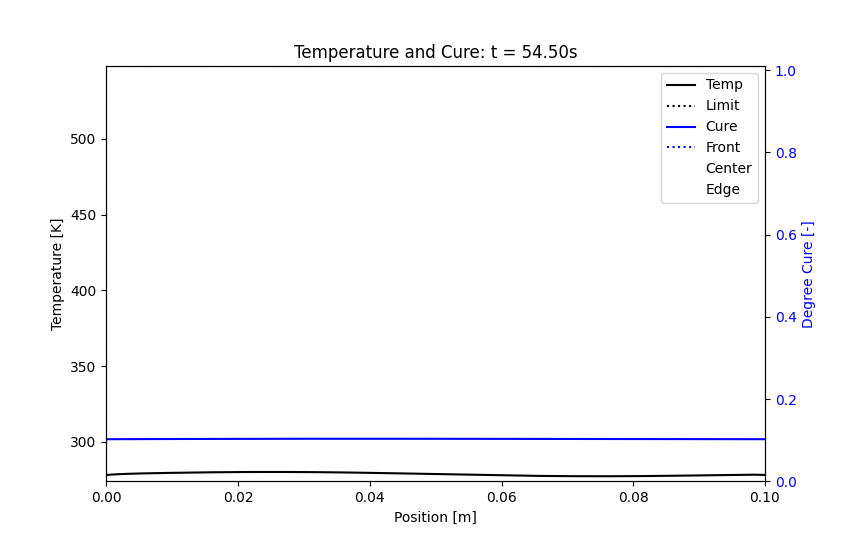 Temperature and Cure: t = 54.50s
Temp
Limit
Cure
Front
Center
Edge
500
450
400
350
300
Temperature [K]
1.0
0.8
0.6
0.4
0.2
0.0
Degree Cure [-]
0.00
0.02
0.04
0.06
0.08
0.10
Position [m]